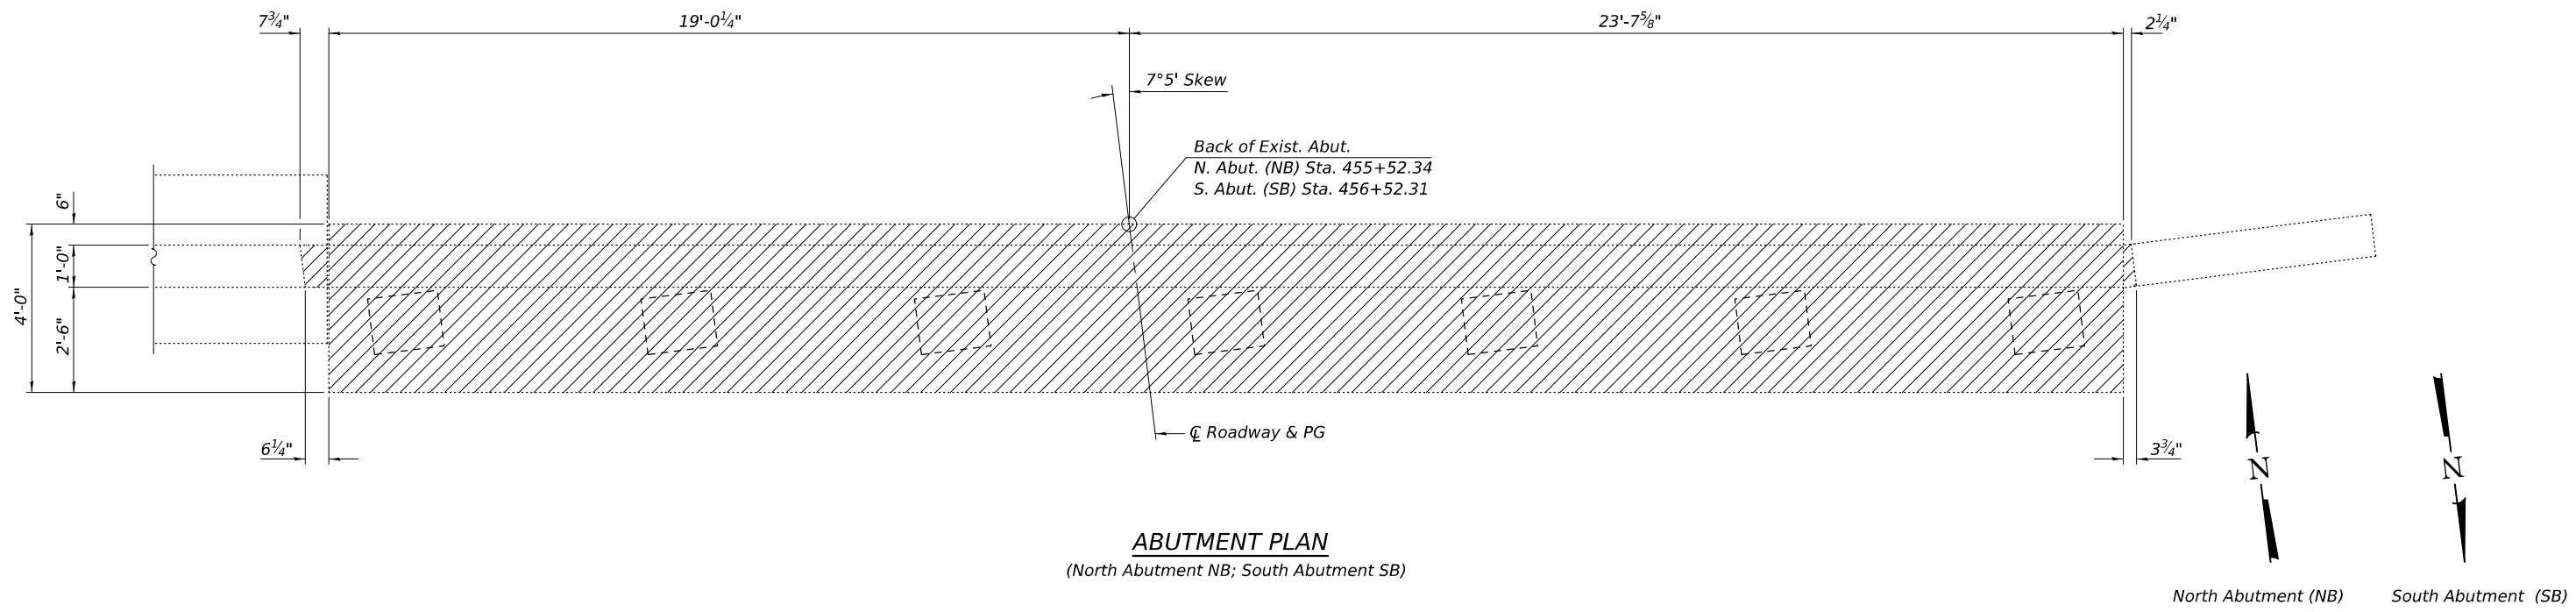 7¾"
19'-0¼"
23'-7⅝"
2¼"
7°5' Skew
Back of Exist. Abut.
N. Abut. (NB) Sta. 455+52.34
S. Abut. (SB) Sta. 456+52.31
6"
1'-0"
4'-0"
2'-6"
℄ Roadway & PG
6¼"
3¾"
N
N
ABUTMENT PLAN
(North Abutment NB; South Abutment SB)
North Abutment (NB)
South Abutment (SB)